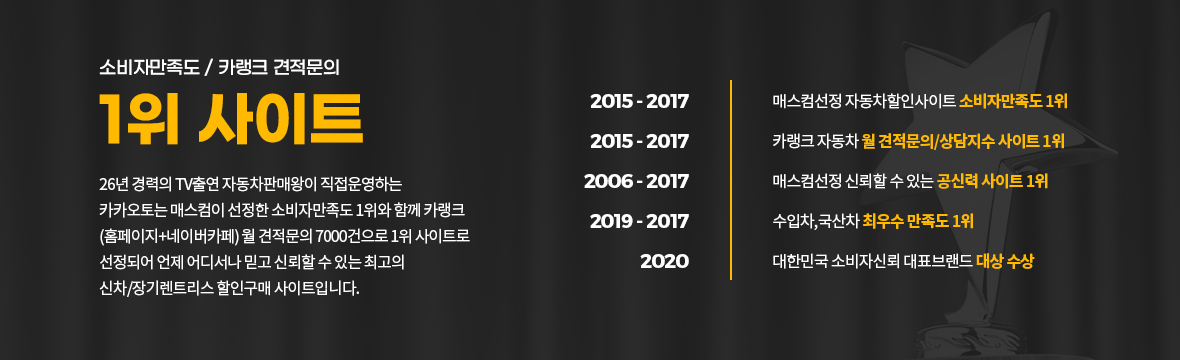 소비자만족도 / 카랭크 견적문의
1위 사이트
26년 경력의 TV출연 자동차판매왕이 직접운영하는
카카오토는 매스컴이 선정한 소비자만족도 1위와 함께 카랭크
(홈페이지+네이버카페) 월 견적문의 7000건으로 1위 사이트로
선정되어 언제 어디서나 믿고 신뢰할 수 있는 최고의
신차/장기렌트리스 할인구매 사이트입니다.
2015 - 2017 매스컴선정 자동차할인사이트 소비자만족도 1위
2015 - 2017 카랭크 자동차 월 견적문의/상담지수 사이트 1위
2006 - 2017 매스컴선정 신뢰할 수 있는 공신력 사이트 1위
2019 - 2017 수입차,국산차 최우수 만족도 1위
2020 대한민국 소비자신뢰 대표브랜드 대상 수상